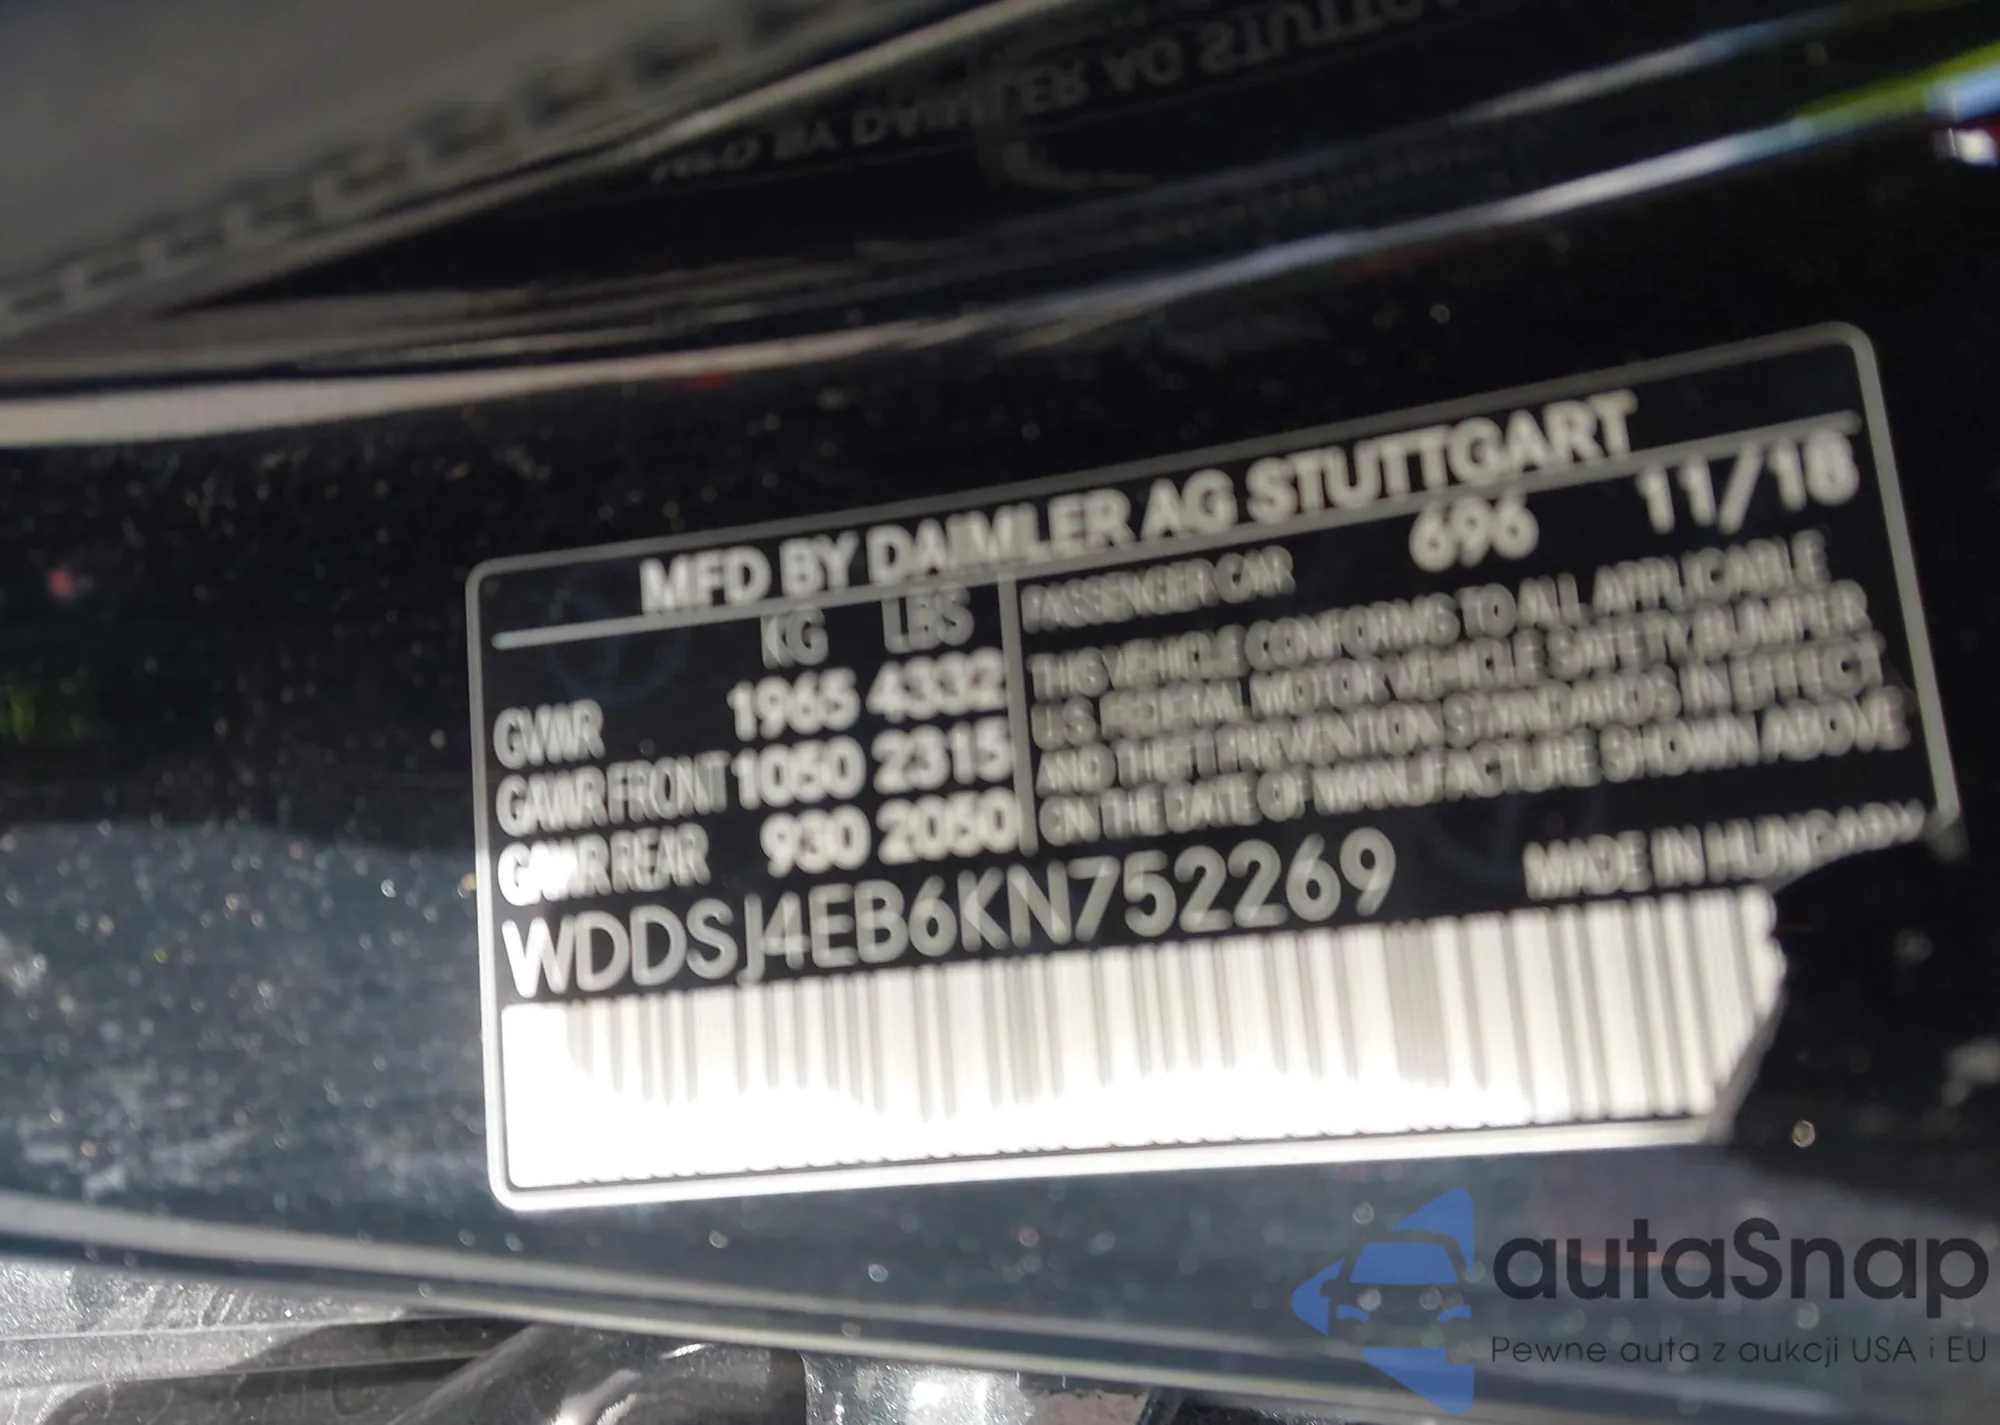 MFD BY DAIMLER AG STUTTGART
KG LBS
GVWR 1965 4332
GAWR FRONT 1050 2315
GAWR REAR 930 2050
PASSENGER CAR 696 11/18
THIS VEHICLE CONFORMS TO ALL APPLICABLE
U.S. FEDERAL MOTOR VEHICLE SAFETY, BUMPER
AND THEFT PREVENTION STANDARDS IN EFFECT
ON THE DATE OF MANUFACTURE SHOWN ABOVE
WDDSJ4EB6KN752269
MADE IN HUNGARY
autaSnap
Pewne auta z aukcji USA i EU